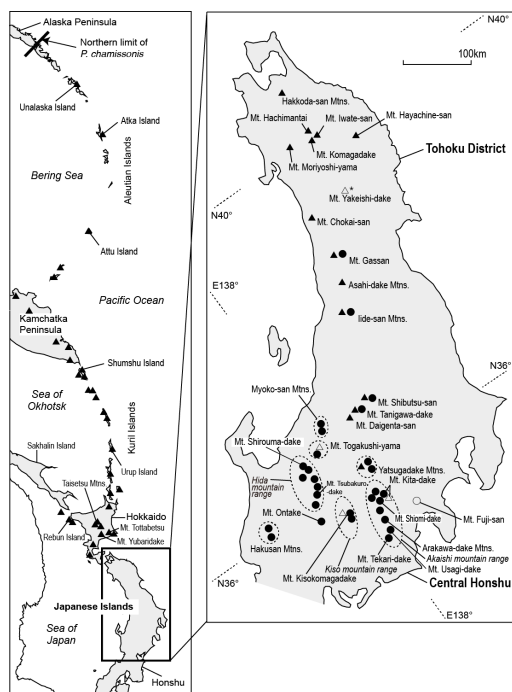 Alaska Peninsula
Northern limit of
P. chamissonis
Unalaska Island
Atka Island
Aleutian Islands
Bering Sea
Attu Island
Pacific Ocean
Kamchatka
Peninsula
Shumshu Island
Sea of
Okhotsk
Kuril Islands
Sakhalin Island
Urup Island
Taisetsu Mtns.
Hokkaido
Mt. Tottabetsu
Rebun Island
Mt. Yubaridake
Japanese Islands
Sea of
Japan
Honshu
N40°
100km
Hakkoda-san Mtns.
Mt. Hachimantai
Mt. Iwate-san
Mt. Hayachine-san
Mt. Komagadake
Mt. Moriyoshi-yama
Tohoku District
Mt. Yakeishi-dake
*
N40°
Mt. Chokai-san
Mt. Gassan
E138°
Asahi-dake Mtns.
Iide-san Mtns.
N36°
Mt. Shibutsu-san
Mt. Tanigawa-dake
Mt. Daigenta-san
Myoko-san Mtns.
Mt. Togakushi-yama
Mt. Shirouma-dake
Yatsugadake Mtns.
Hida
mountain
range
Mt. Tsubakuro
-dake
Mt. Kita-dake
Mt. Ontake
Mt. Shiomi-dake
Mt. Fuji-san
Hakusan Mtns.
Arakawa-dake Mtns.
Akaishi mountain range
Mt. Tekari-dake
Mt. Usagi-dake
Kiso mountain range
Mt. Kisokomagadake
N36°
Central Honshu
E138°